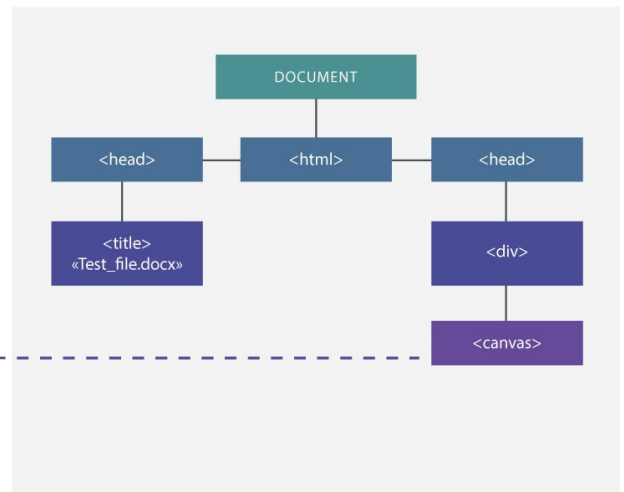 DOCUMENT
<head>
<html>
<head>
<title>
«Test_file.docx»
<div>
<canvas>